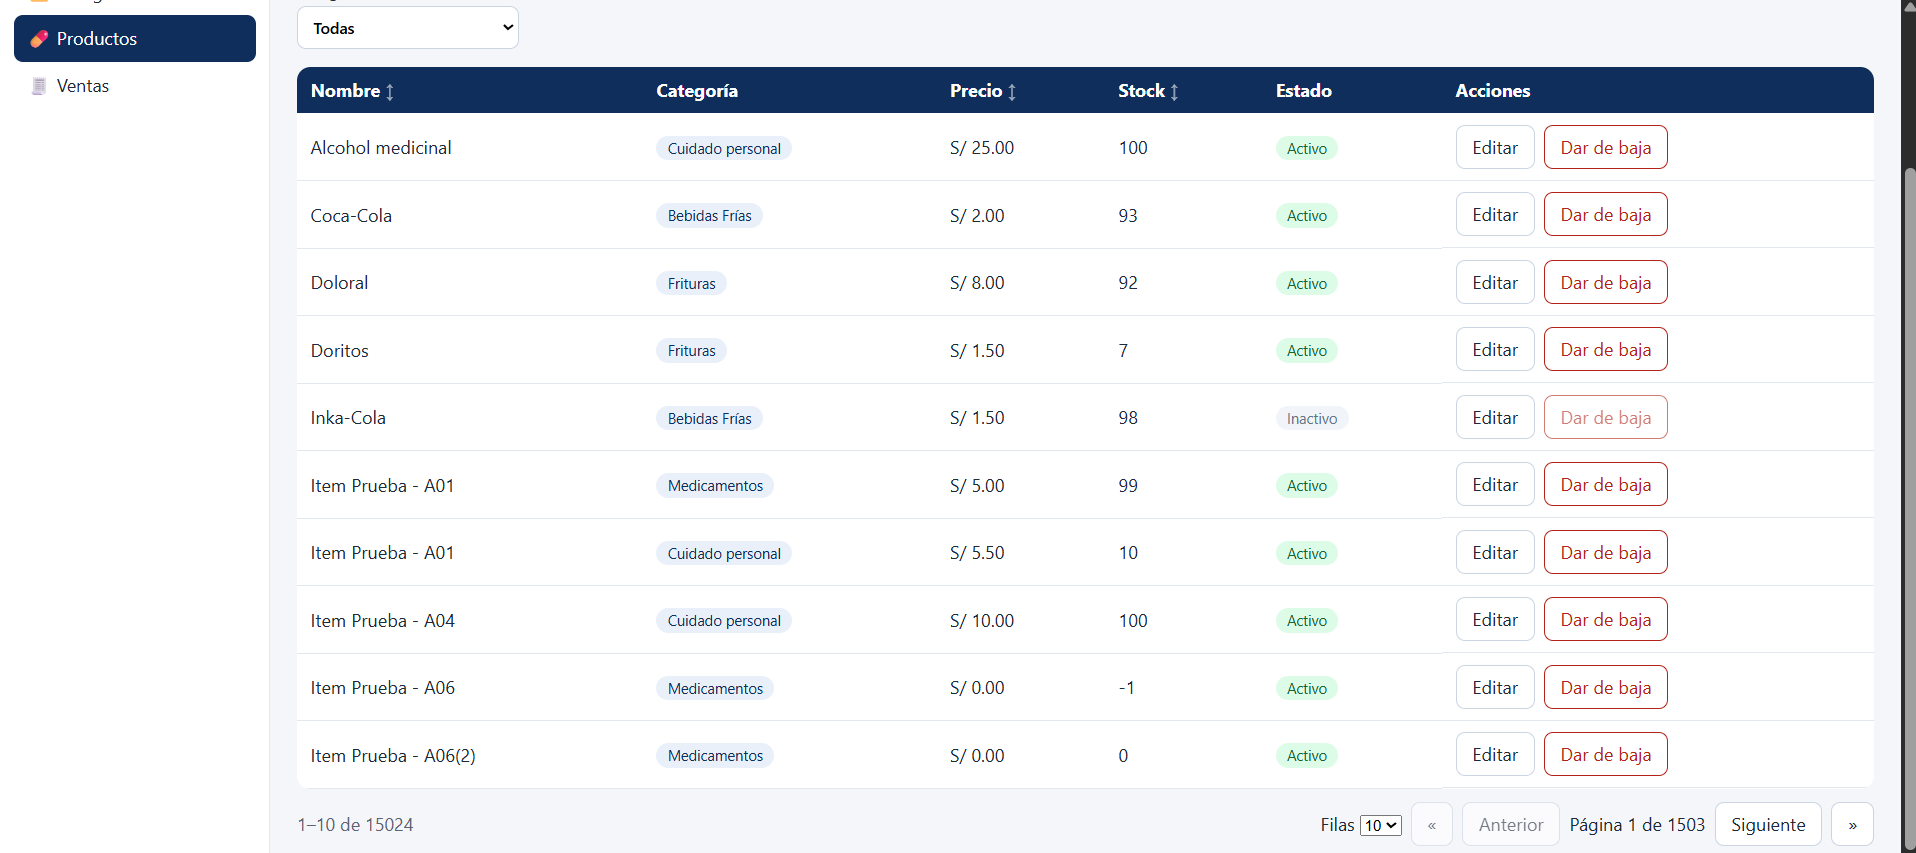 Productos
Ventas
Todas
Nombre Categoría Precio Stock Estado Acciones
Alcohol medicinal Cuidado personal S/ 25.00 100 Activo Editar Dar de baja
Coca-Cola Bebidas Frías S/ 2.00 93 Activo Editar Dar de baja
Doloral Frituras S/ 8.00 92 Activo Editar Dar de baja
Doritos Frituras S/ 1.50 7 Activo Editar Dar de baja
Inka-Cola Bebidas Frías S/ 1.50 98 Inactivo Editar Dar de baja
Item Prueba - A01 Medicamentos S/ 5.00 99 Activo Editar Dar de baja
Item Prueba - A01 Cuidado personal S/ 5.50 10 Activo Editar Dar de baja
Item Prueba - A04 Cuidado personal S/ 10.00 100 Activo Editar Dar de baja
Item Prueba - A06 Medicamentos S/ 0.00 -1 Activo Editar Dar de baja
Item Prueba - A06(2) Medicamentos S/ 0.00 0 Activo Editar Dar de baja
1–10 de 15024 Filas 10 « Anterior Página 1 de 1503 Siguiente »